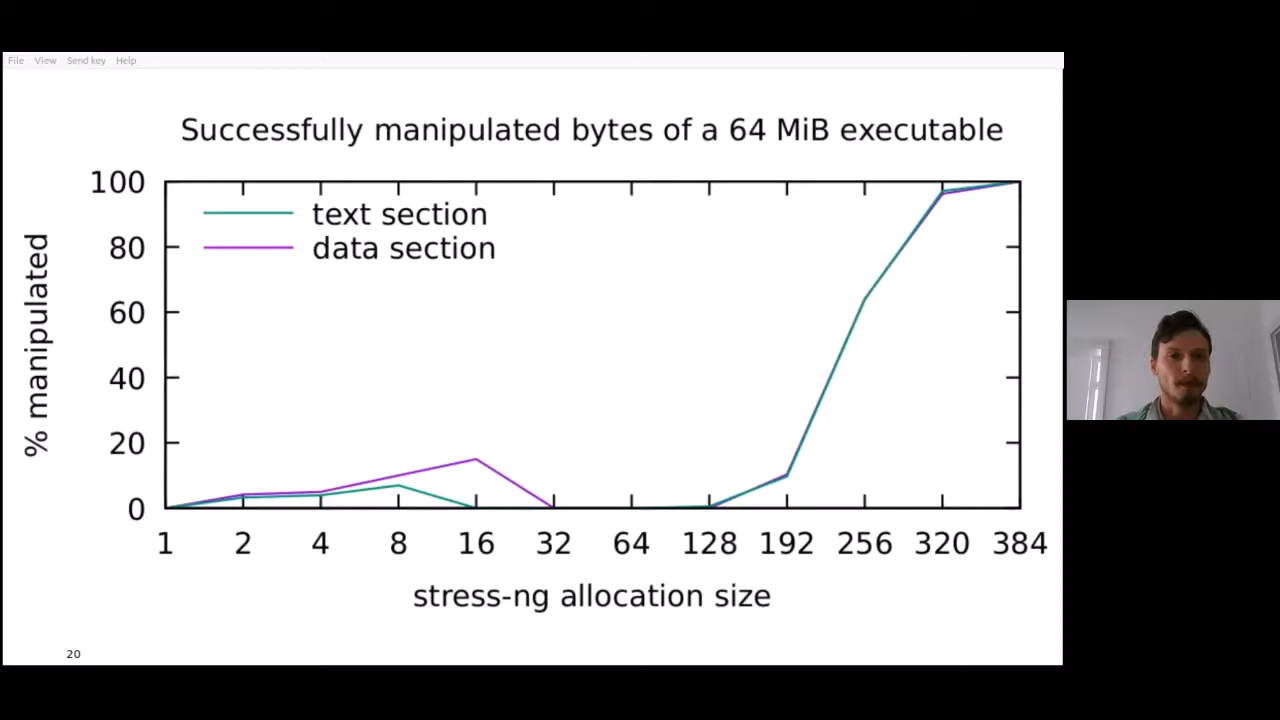 File View Send key Help
Successfully manipulated bytes of a 64 MiB executable
% manipulated
100
80
60
40
20
0
text section
data section
1 2 4 8 16 32 64 128 192 256 320 384
stress-ng allocation size
20